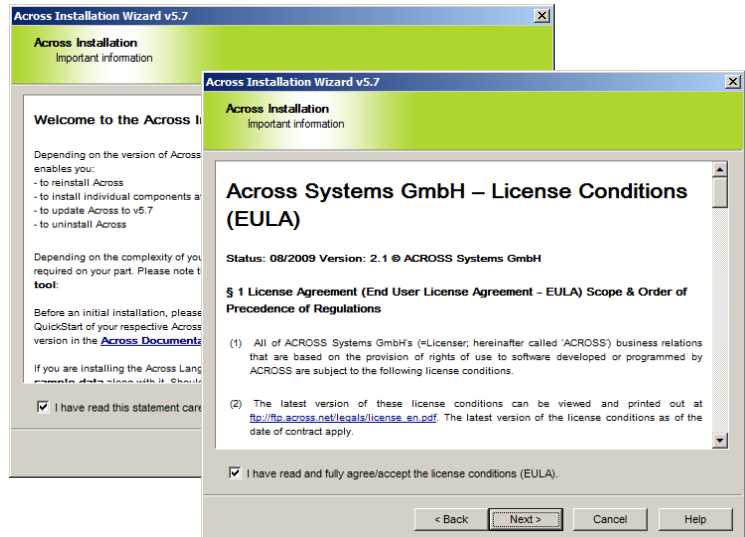 Across Installation Wizard v5.7
Across Installation
Important information
Welcome to the Across
Depending on the version of Across
enables you:
- to reinstall Across
- to install individual components
- to update Across to v5.7
- to uninstall Across
Depending on the complexity of
required on your part. Please note
tool:
Before an initial installation, please
QuickStart of your respective Across
version in the Across
If you are installing the Across
sample data along with it.
I have read this statement
Across Installation Wizard v5.7
Across Installation
Important information
Across Systems GmbH – License Conditions
(EULA)
Status: 08/2009 Version: 2.1 © ACROSS Systems GmbH
§ 1 License Agreement (End User License Agreement – EULA) Scope & Order of
Precedence of Regulations
(1) All of ACROSS Systems GmbH's (=Licenser; hereinafter called 'ACROSS') business relations
that are based on the provision of rights of use to software developed or programmed by
ACROSS are subject to the following license conditions.
(2) The latest version of these license conditions can be viewed and printed out at
ftp://ftp.across.net/legals/license_en.pdf. The latest version of the license conditions as of the
date of contract apply.
I have read and fully agree/accept the license conditions (EULA).
< Back Next > Cancel Help